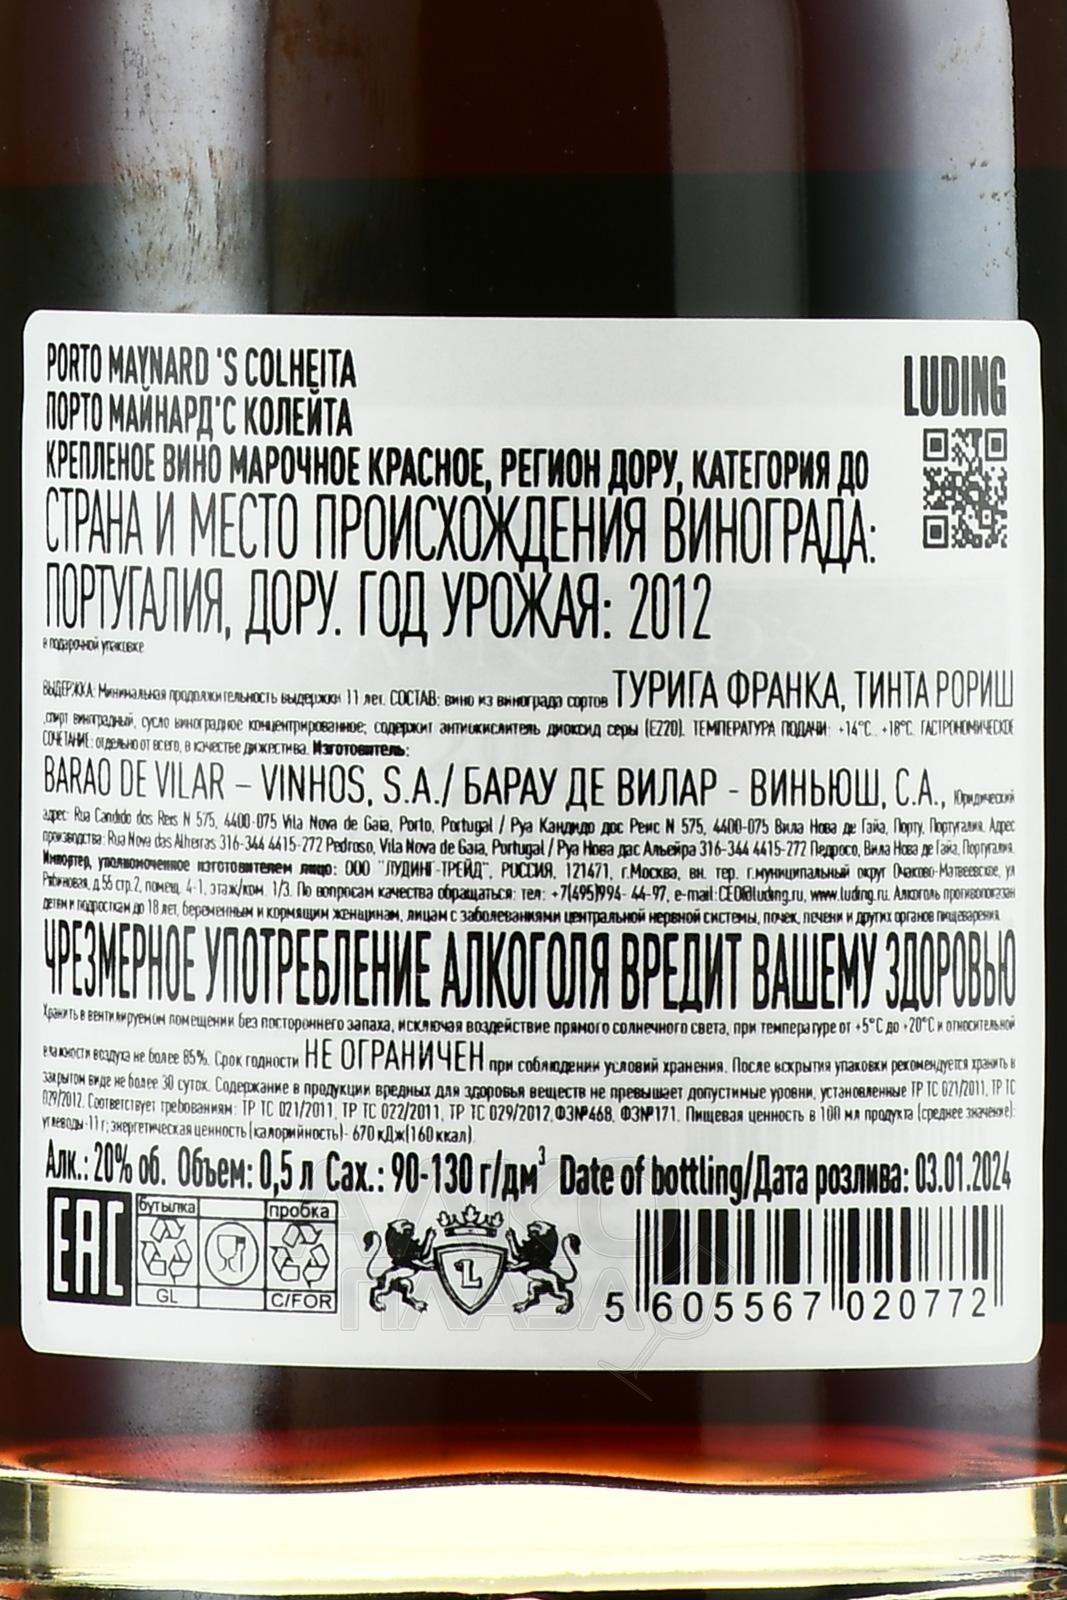 PORTO MAYNARD 'S COLHEITA
LUDING
ПОРТО МАЙНАРД'С КОЛЕЙТА
КРЕПЛЕНОЕ ВИНО МАРОЧНОЕ КРАСНОЕ, РЕГИОН ДОРУ, КАТЕГОРИЯ ДО
СТРАНА И МЕСТО ПРОИСХОЖДЕНИЯ ВИНОГРАДА:
ПОРТУГАЛИЯ, ДОРУ. ГОД УРОЖАЯ: 2012
в подарочной упаковке
ВЫДЕРЖКА: Минимальная продолжительность выдержки 11 лет. СОСТАВ: вино из винограда сортов ТУРИГА ФРАНКА, ТИНТА РОРИШ
,спирт виноградный, сусло виноградное концентрированное; содержит антиокислитель диоксид серы (E220). ТЕМПЕРАТУРА ПОДАЧИ: +14°C...+18°C. ГАСТРОНОМИЧЕСКОЕ
СОЧЕТАНИЕ: отдельно от всего, в качестве дижестива. Изготовитель:
BARAO DE VILAR – VINHOS, S.A./ БАРАУ ДЕ ВИЛАР - ВИНЬЮШ, С.А., Юридический
адрес: Rua Candido dos Reis N 575, 4400-075 Vila Nova de Gaia, Porto, Portugal / Руа Кандидо дос Реис N 575, 4400-075 Вила Нова де Гайа, Порту, Португалия. Адрес
производства: Rua Nova das Alheiras 316-344 4415-272 Pedroso, Vila Nova de Gaia, Portugal / Руа Нова дас Альейра 316-344 4415-272 Педросо, Вила Нова де Гайа, Португалия.
Импортер, уполномоченное изготовителем лицо: ООО "ЛУДИНГ-ТРЕЙД", РОССИЯ, 121471, г.Москва, вн. тер. г.муниципальный округ Очаково-Матвеевское, ул
Рябиновая, д.55 стр.2, помещ. 4-1, этаж/ком. 1/3. По вопросам качества обращаться: тел: +7(495)994- 44-97, e-mail:CEO@luding.ru, www.luding.ru. Алкоголь противопоказан
детям и подросткам до 18 лет, беременным и кормящим женщинам, лицам с заболеваниями центральной нервной системы, почек, печени и других органов пищеварения.
ЧРЕЗМЕРНОЕ УПОТРЕБЛЕНИЕ АЛКОГОЛЯ ВРЕДИТ ВАШЕМУ ЗДОРОВЬЮ
Хранить в вентилируемом помещении без постороннего запаха, исключая воздействие прямого солнечного света, при температуре от +5°C до +20°C и относительной
влажности воздуха не более 85%. Срок годности НЕ ОГРАНИЧЕН при соблюдении условий хранения. После вскрытия упаковки рекомендуется хранить в
закрытом виде не более 30 суток. Содержание в продукции вредных для здоровья веществ не превышает допустимые уровни, установленные ТР ТС 021/2011, ТР ТС
029/2012. Соответствует требованиям: ТР ТС 021/2011, ТР ТС 022/2011, ТР ТС 029/2012,ФЗ№468, ФЗ№171. Пищевая ценность в 100 мл продукта (среднее значение):
углеводы-11 г; энергетическая ценность (калорийность)- 670 кДж(160 ккал).
Алк.: 20% об. Объем: 0,5 л Сах.: 90-130 г/дм³ Date of bottling/Дата розлива: 03.01.2024
EAC
бутылка
пробка
GL
C/FOR
L
5 605567 020772
АЛКО
ПЛАЗА